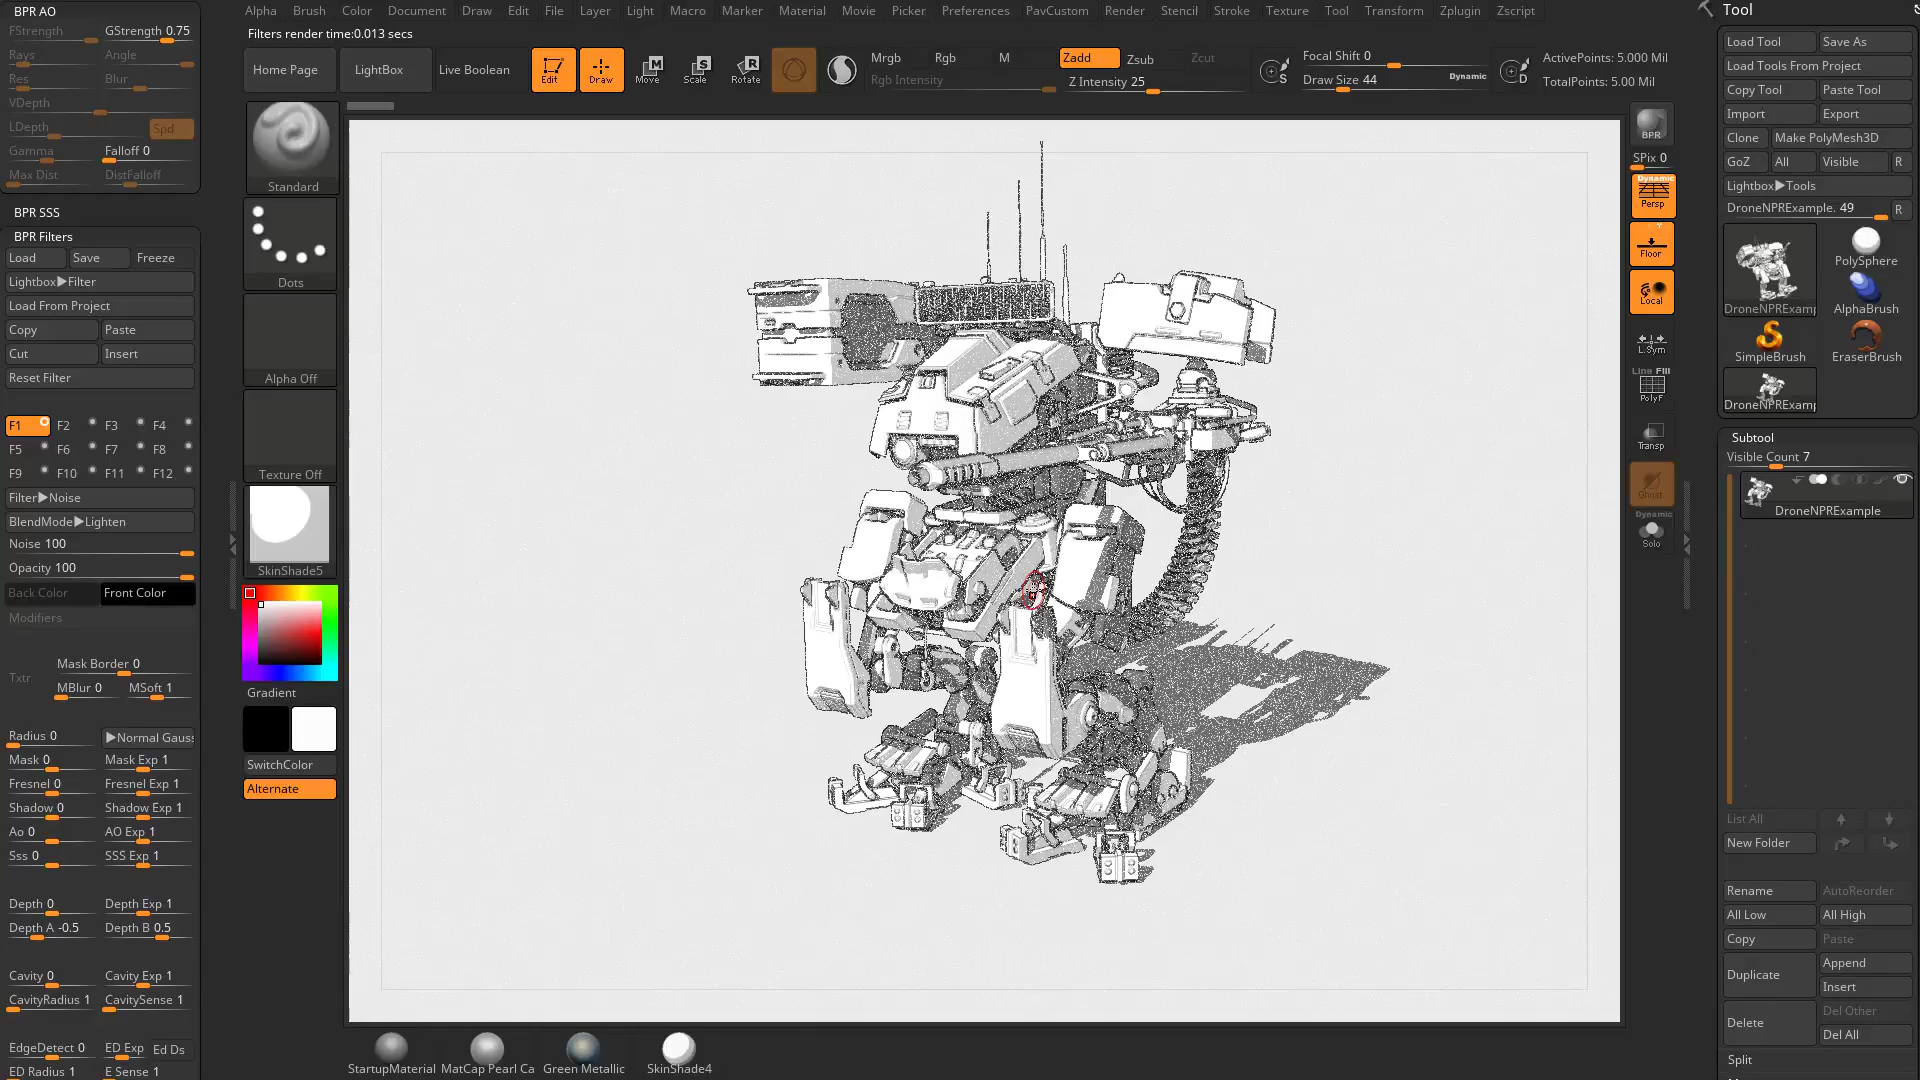 BPR AO
FStrength GStrength 0.75
Rays Angle
Res Blur
VDepth
LDepth Spd
Gamma Falloff 0
Max Dist DistFalloff
BPR SSS
BPR Filters
Load Save Freeze
Lightbox▶Filter
Load From Project
Copy Paste
Cut Insert
Reset Filter
F1 F2 F3 F4
F5 F6 F7 F8
F9 F10 F11 F12
Filter▶Noise
BlendMode▶Lighten
Noise 100
Opacity 100
Back Color Front Color
Modifiers
Mask Border 0
Txtr
MBlur 0 MSoft 1
Radius 0 ▶Normal Gauss
Mask 0 Mask Exp 1
Fresnel 0 Fresnel Exp 1
Shadow 0 Shadow Exp 1
Ao 0 AO Exp 1
Sss 0 SSS Exp 1
Depth 0 Depth Exp 1
Depth A -0.5 Depth B 0.5
Cavity 0 Cavity Exp 1
CavityRadius 1 CavitySense 1
EdgeDetect 0 ED Exp Ed Ds
ED Radius 1 E Sense 1
Alpha Brush Color Document Draw Edit File Layer Light Macro Marker Material Movie Picker Preferences PavCustom Render Stencil Stroke Texture Tool Transform Zplugin Zscript
Filters render time:0.013 secs
Home Page LightBox Live Boolean
Edit Draw Move Scale Rotate
M S R
Mrgb Rgb M
Rgb Intensity
Zadd Zsub Zcut
Z Intensity 25
S
Focal Shift 0
Draw Size 44 Dynamic
D
ActivePoints: 5.000 Mil
TotalPoints: 5.00 Mil
Standard
Dots
Alpha Off
Texture Off
SkinShade5
Gradient
SwitchColor
Alternate
StartupMaterial MatCap Pearl Ca Green Metallic SkinShade4
BPR
SPix 0
Dynamic
Persp
Floor
Local
L.Sym
Line Fill
PolyF
Transp
Ghost
Dynamic
Solo
Tool
Load Tool Save As
Load Tools From Project
Copy Tool Paste Tool
Import Export
Clone Make PolyMesh3D
GoZ All Visible R
Lightbox▶Tools
DroneNPRExample. 49 R
PolySphere
DroneNPRExamp AlphaBrush
SimpleBrush EraserBrush
DroneNPRExamp
Subtool
Visible Count 7
DroneNPRExample
List All
New Folder
Rename AutoReorder
All Low All High
Copy Paste
Duplicate Append
Insert
Delete Del Other
Del All
Split